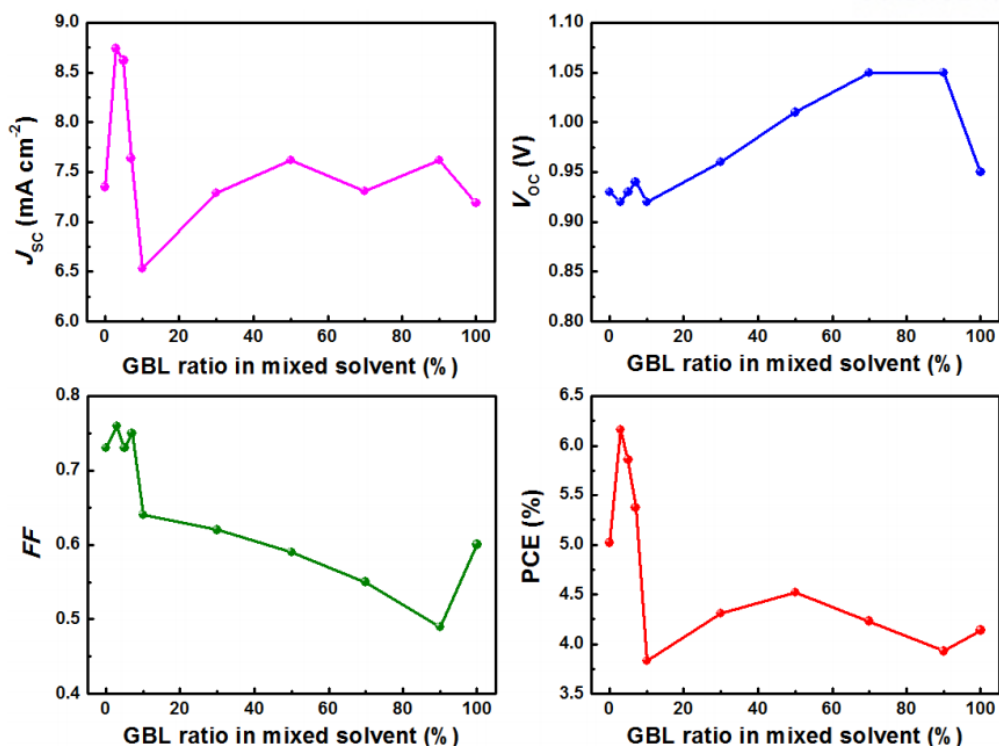 9.0
8.5
8.0
7.5
7.0
6.5
6.0
J_SC (mA cm⁻²)
0 20 40 60 80 100
GBL ratio in mixed solvent (%)
1.10
1.05
1.00
0.95
0.90
0.85
0.80
V_OC (V)
0 20 40 60 80 100
GBL ratio in mixed solvent (%)
0.8
0.7
0.6
0.5
0.4
FF
0 20 40 60 80 100
GBL ratio in mixed solvent (%)
6.5
6.0
5.5
5.0
4.5
4.0
3.5
PCE (%)
0 20 40 60 80 100
GBL ratio in mixed solvent (%)